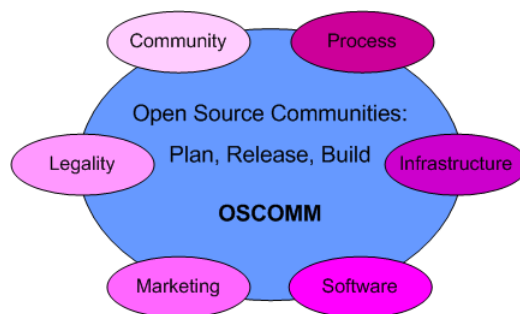 Community
Process
Open Source Communities:
Plan, Release, Build
Legality
Infrastructure
OSCOMM
Marketing
Software